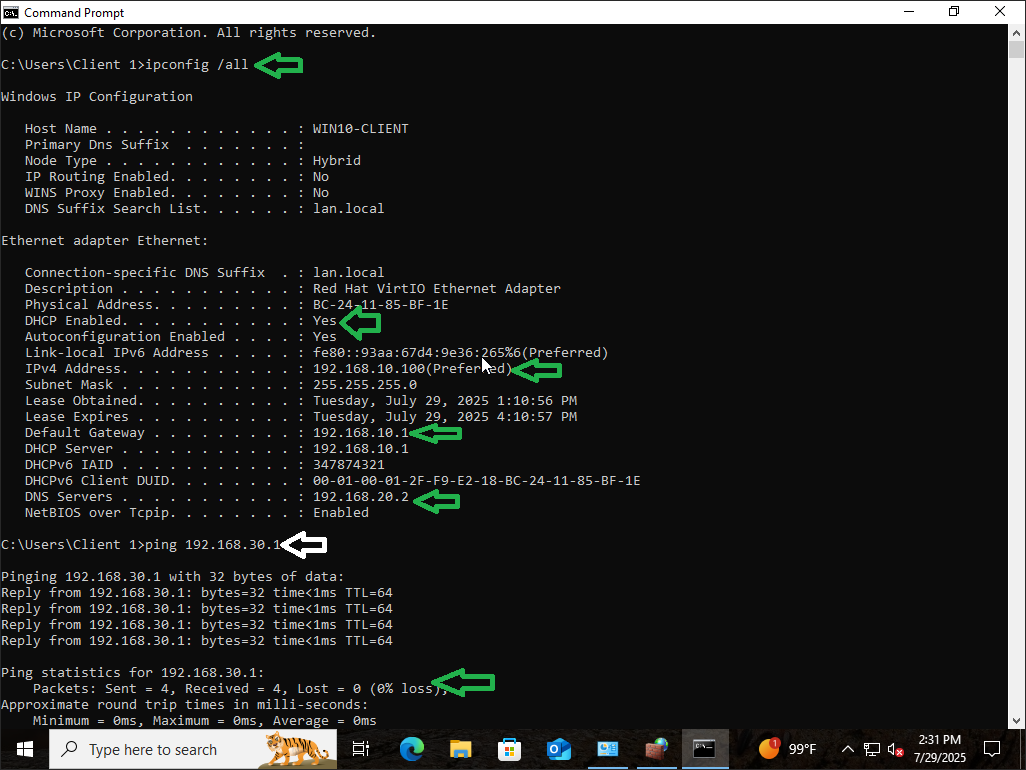 Command Prompt
(c) Microsoft Corporation. All rights reserved.
C:\Users\Client 1>ipconfig /all
Windows IP Configuration
Host Name . . . . . . . . . . . . : WIN10-CLIENT
Primary Dns Suffix . . . . . . . :
Node Type . . . . . . . . . . . . : Hybrid
IP Routing Enabled. . . . . . . . : No
WINS Proxy Enabled. . . . . . . . : No
DNS Suffix Search List. . . . . . : lan.local
Ethernet adapter Ethernet:
Connection-specific DNS Suffix . : lan.local
Description . . . . . . . . . . . : Red Hat VirtIO Ethernet Adapter
Physical Address. . . . . . . . . : BC-24-11-85-BF-1E
DHCP Enabled. . . . . . . . . . . : Yes
Autoconfiguration Enabled . . . . : Yes
Link-local IPv6 Address . . . . . : fe80::93aa:67d4:9e36:265%6(Preferred)
IPv4 Address. . . . . . . . . . . : 192.168.10.100(Preferred)
Subnet Mask . . . . . . . . . . . : 255.255.255.0
Lease Obtained. . . . . . . . . . : Tuesday, July 29, 2025 1:10:56 PM
Lease Expires . . . . . . . . . . : Tuesday, July 29, 2025 4:10:57 PM
Default Gateway . . . . . . . . . : 192.168.10.1
DHCP Server . . . . . . . . . . . : 192.168.10.1
DHCPv6 IAID . . . . . . . . . . . : 347874321
DHCPv6 Client DUID. . . . . . . . : 00-01-00-01-2F-F9-E2-18-BC-24-11-85-BF-1E
DNS Servers . . . . . . . . . . . : 192.168.20.2
NetBIOS over Tcpip. . . . . . . . : Enabled
C:\Users\Client 1>ping 192.168.30.1
Pinging 192.168.30.1 with 32 bytes of data:
Reply from 192.168.30.1: bytes=32 time<1ms TTL=64
Reply from 192.168.30.1: bytes=32 time<1ms TTL=64
Reply from 192.168.30.1: bytes=32 time<1ms TTL=64
Reply from 192.168.30.1: bytes=32 time<1ms TTL=64
Ping statistics for 192.168.30.1:
Packets: Sent = 4, Received = 4, Lost = 0 (0% loss),
Approximate round trip times in milli-seconds:
Minimum = 0ms, Maximum = 0ms, Average = 0ms
Type here to search
1
99°F
2:31 PM
7/29/2025